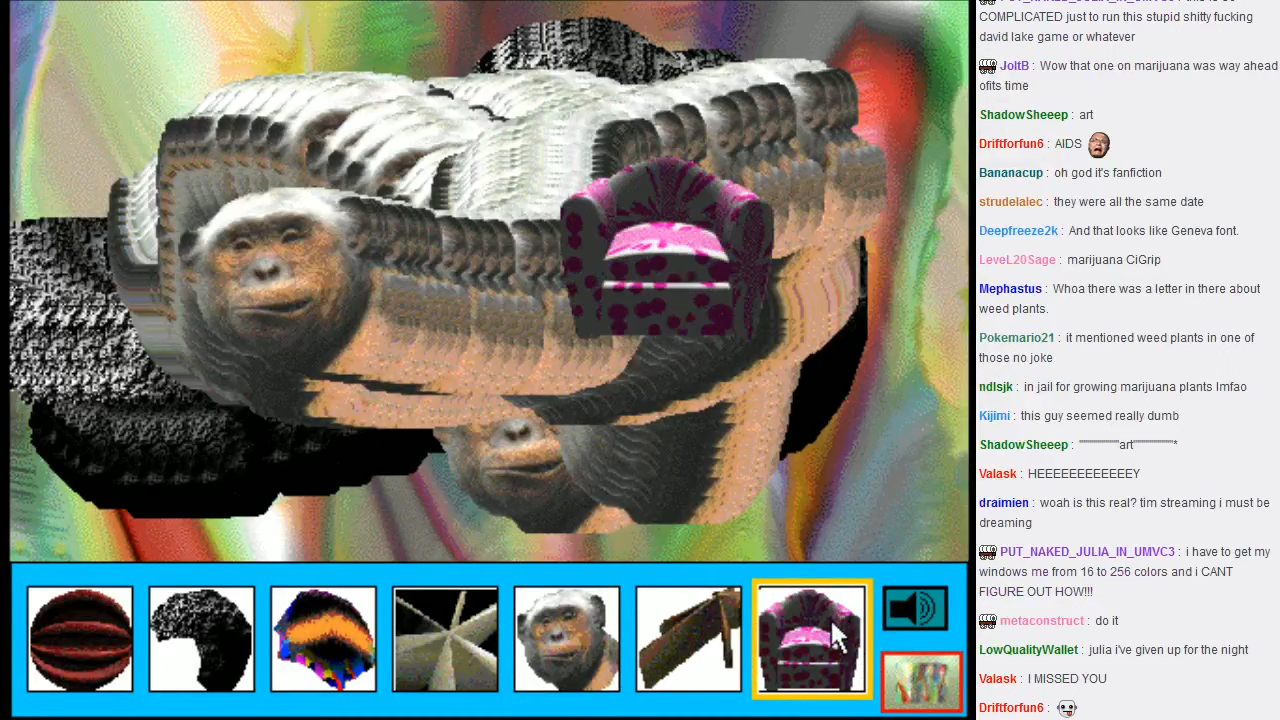 COMPLICATED just to run this stupid shitty fuckin
david lake game or whatever
JoltB : Wow that one on marijuana was way ahead
ofits time
ShadowSheeep : art
Driftforfun6 : AIDS
Bananacup : oh god it's fanfiction
strudelalec : they were all the same date
Deepfreeze2k : And that looks like Geneva font.
LeveL20Sage : marijuana CiGrip
Mephastus : Whoa there was a letter in there about
weed plants.
Pokemario21 : it mentioned weed plants in one of
those no joke
ndlsjk : in jail for growing marijuana plants lmfao
Kijimi : this guy seemed really dumb
ShadowSheeep : art *
Valask : HEEEEEEEEEEEEY
draimien : woah is this real? tim streaming i must be
dreaming
PUT_NAKED_JULIA_IN_UMVC3 : i have to get my
windows me from 16 to 256 colors and i CANT
FIGURE OUT HOW!!!
metaconstruct : do it
LowQualityWallet : julia i've given up for the night
Valask : I MISSED YOU
Driftforfun6 :